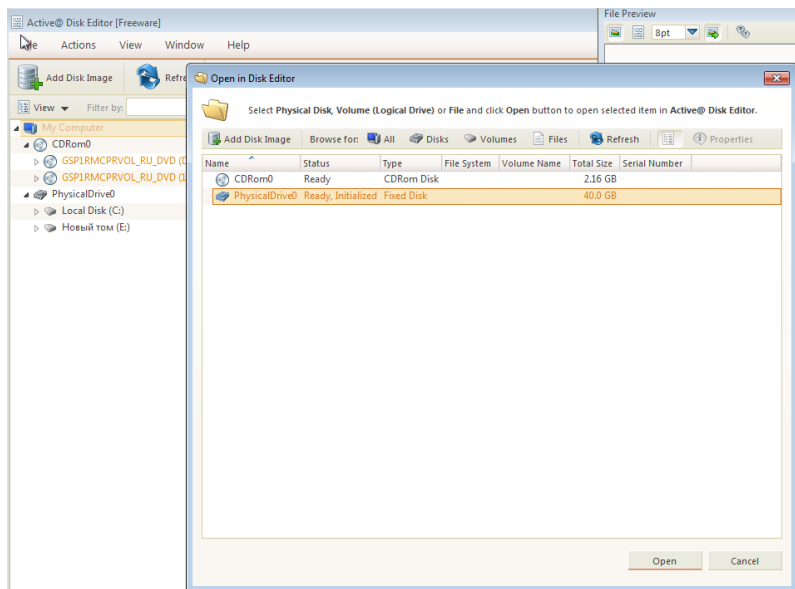 Active@ Disk Editor [Freeware]
File Preview
8pt
Actions View Window Help
Add Disk Image
Open in Disk Editor
View Filter by:
Select Physical Disk, Volume (Logical Drive) or File and click Open button to open selected item in Active@ Disk Editor.
Add Disk Image Browse for: All Disks Volumes Files Refresh Properties
My Computer
CDRom0
GSP1RMCPRVOL_RU_DVD
GSP1RMCPRVOL_RU_DVD
PhysicalDrive0
Local Disk (C:)
Новый том (E:)
Name Status Type File System Volume Name Total Size Serial Number
CDRom0 Ready CDRom Disk 2.16 GB
PhysicalDrive0 Ready, Initialized Fixed Disk 40.0 GB
Open Cancel